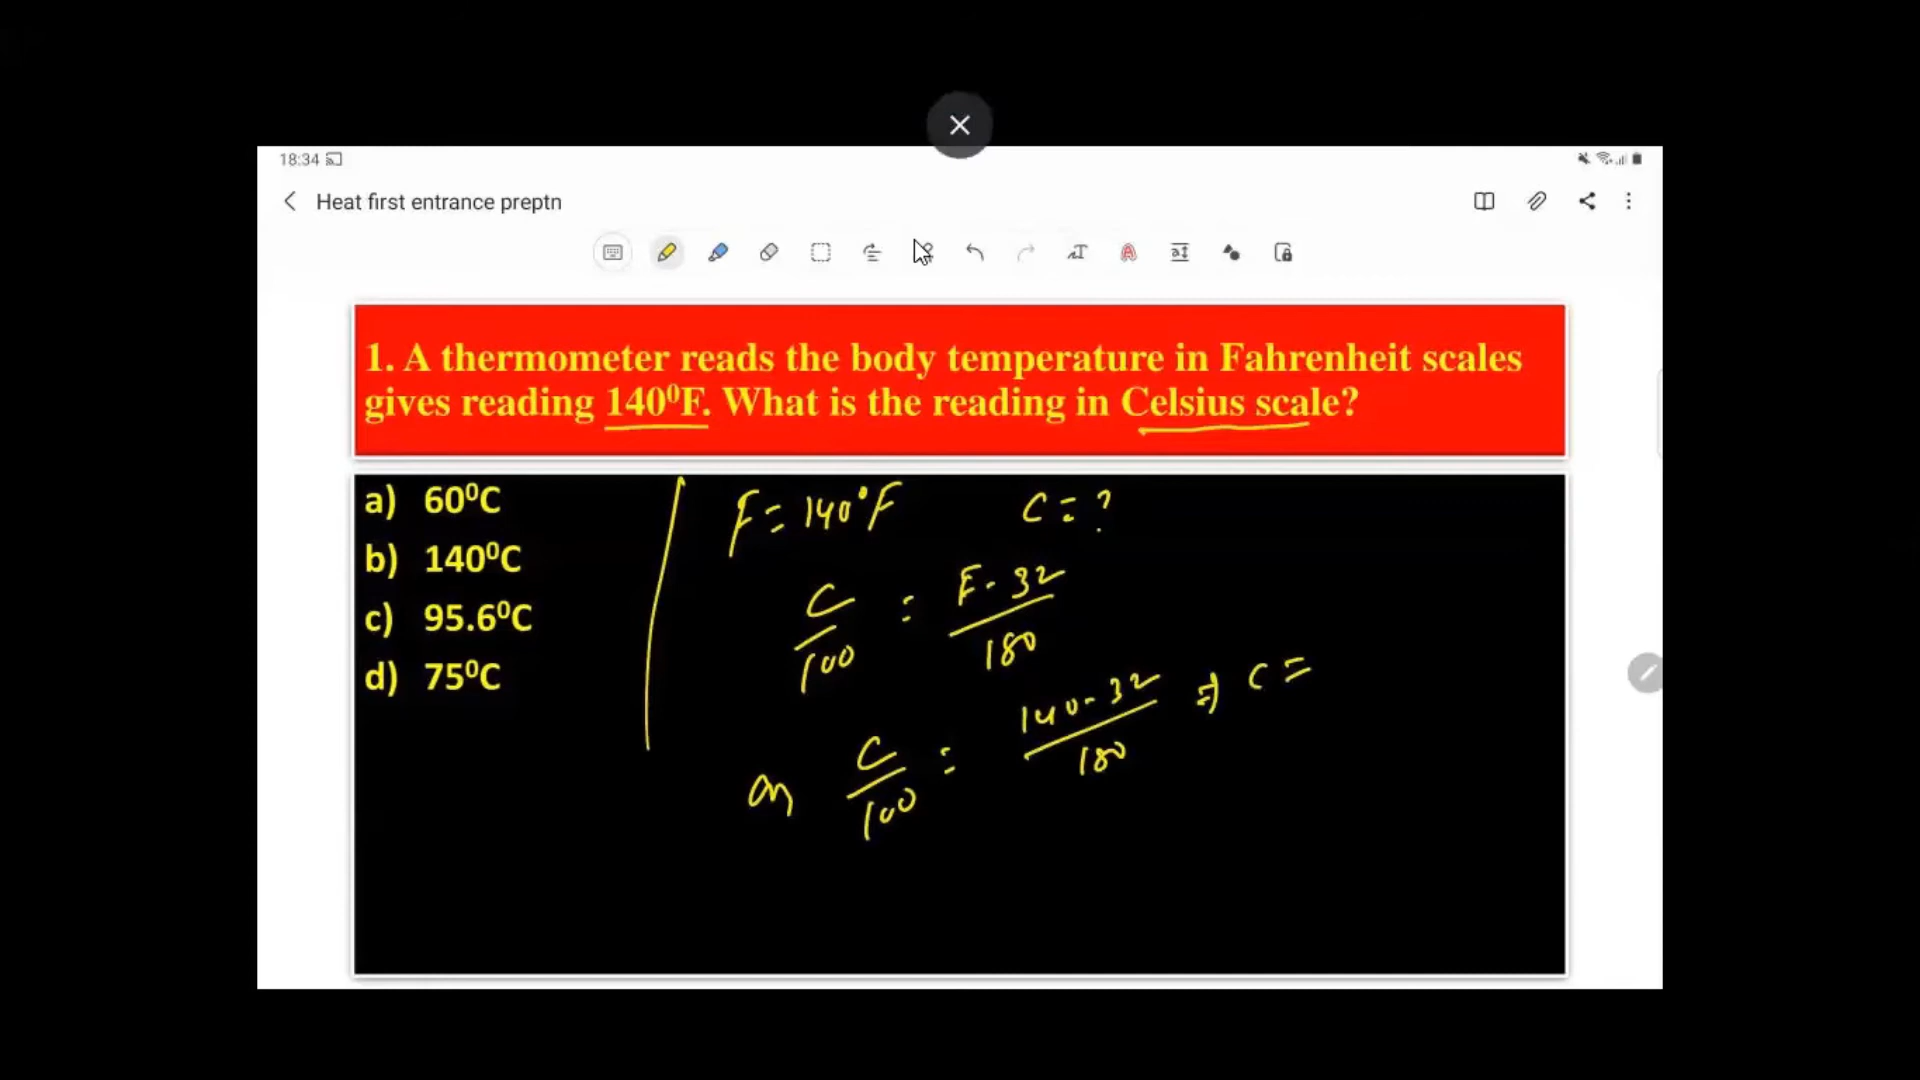 18:34
Heat first entrance preptn
1. A thermometer reads the body temperature in Fahrenheit scales
gives reading 140⁰F. What is the reading in Celsius scale?
a) 60⁰C
b) 140⁰C
c) 95.6⁰C
d) 75⁰C
F = 140°F C = ?
C/100 = F - 32/180
or C/100 = 140 - 32/180 ⇒ C =